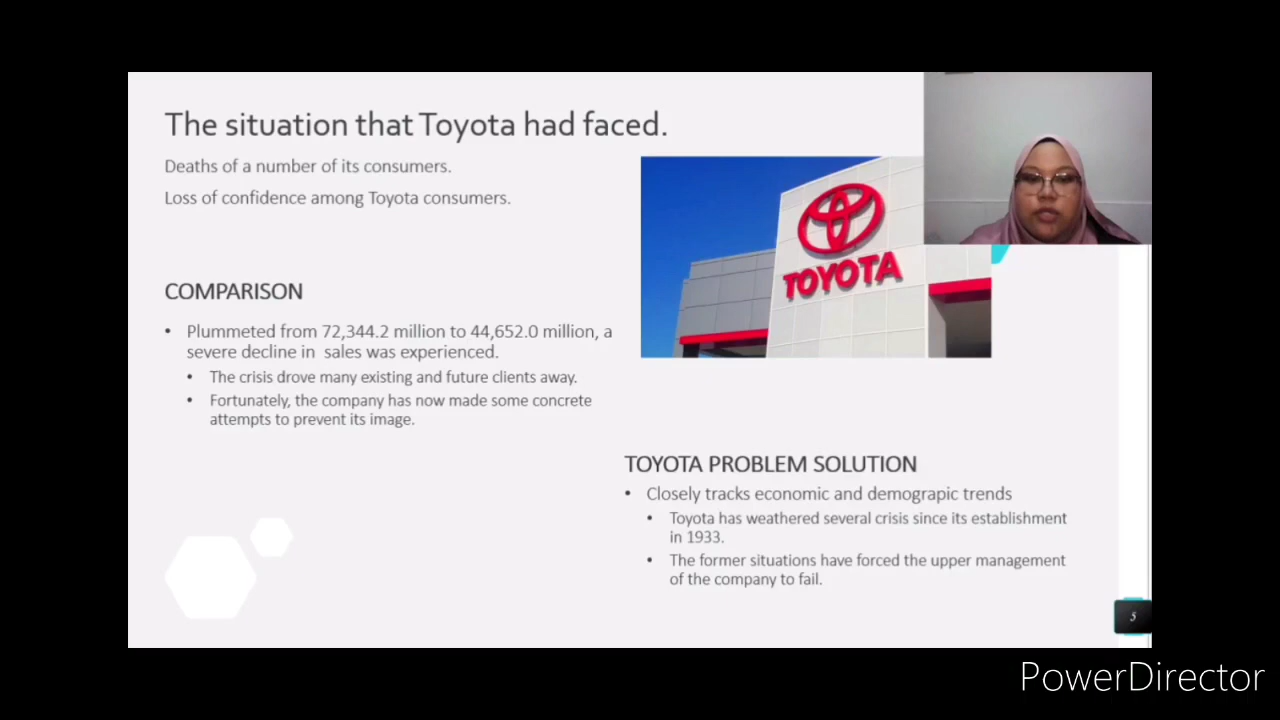 The situation that Toyota had faced.
Deaths of a number of its consumers.
Loss of confidence among Toyota consumers.
TOYOTA
COMPARISON
• Plummeted from 72,344.2 million to 44,652.0 million, a
severe decline in sales was experienced.
• The crisis drove many existing and future clients away.
• Fortunately, the company has now made some concrete
attempts to prevent its image.
TOYOTA PROBLEM SOLUTION
• Closely tracks economic and demograpic trends
• Toyota has weathered several crisis since its establishment
in 1933.
• The former situations have forced the upper management
of the company to fail.
5
PowerDirector